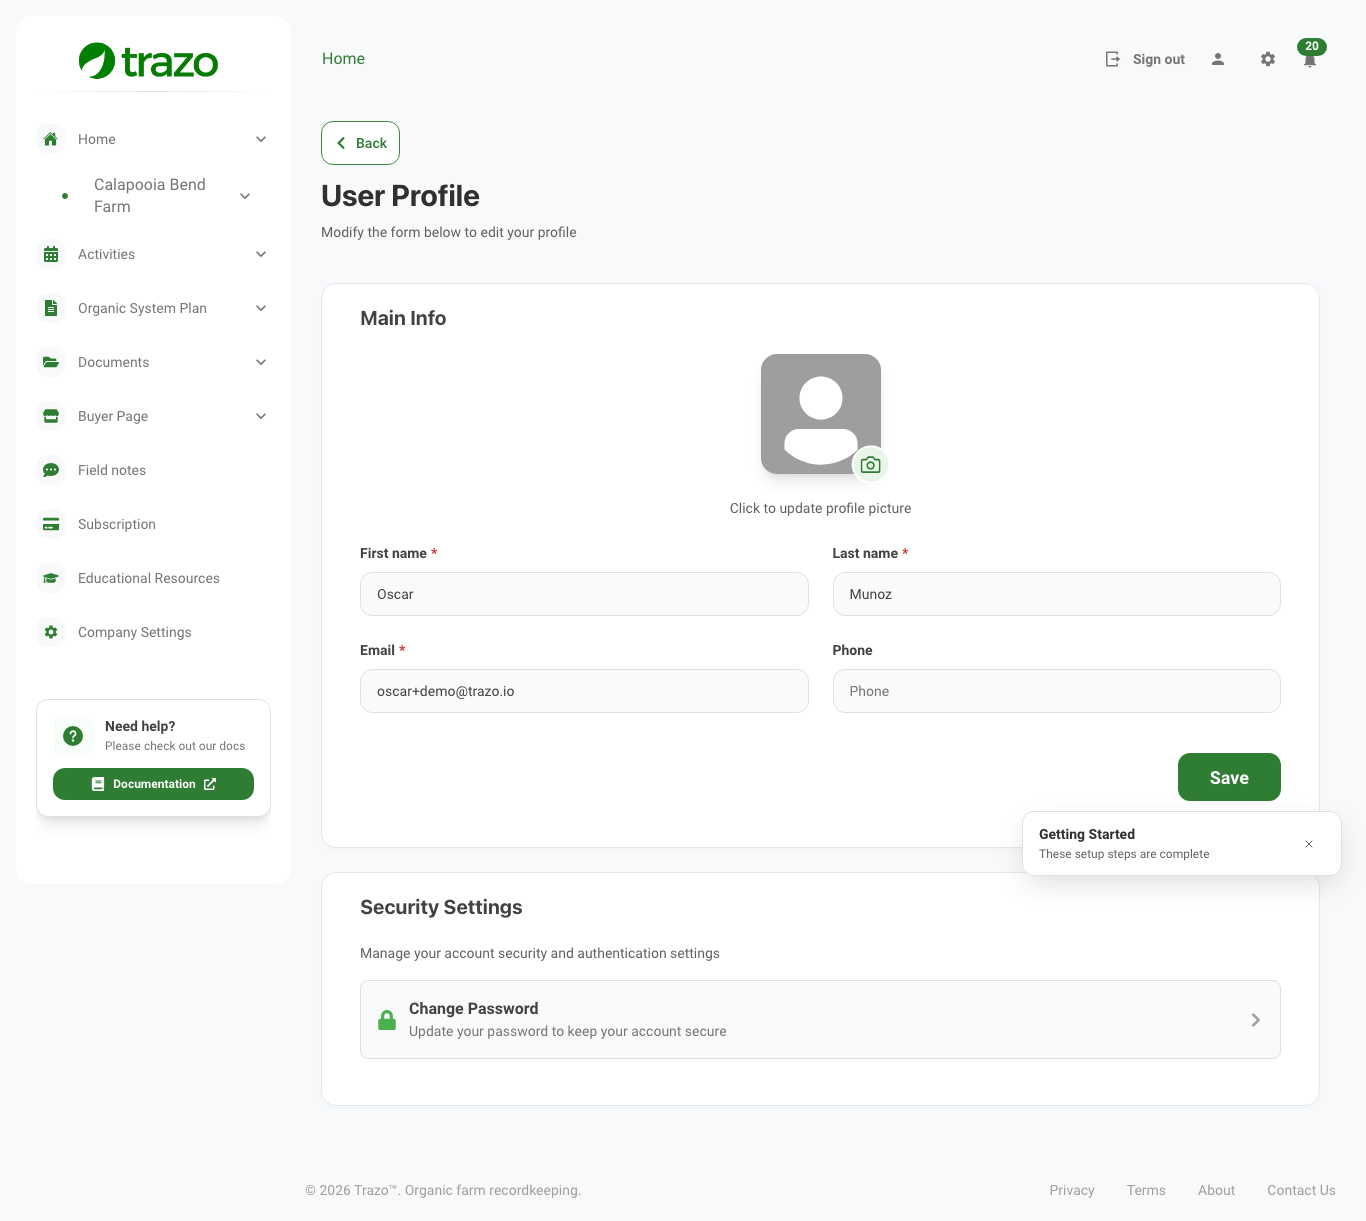 trazo
Home
Sign out
20
Home
Calapooia Bend
Farm
Activities
Organic System Plan
Documents
Buyer Page
Field notes
Subscription
Educational Resources
Company Settings
Need help?
Please check out our docs
Documentation
Back
User Profile
Modify the form below to edit your profile
Main Info
Click to update profile picture
First name *
Last name *
Oscar
Munoz
Email *
Phone
oscar+demo@trazo.io
Phone
Save
Getting Started
These setup steps are complete
Security Settings
Manage your account security and authentication settings
Change Password
Update your password to keep your account secure
© 2026 Trazo™. Organic farm recordkeeping.
Privacy
Terms
About
Contact Us